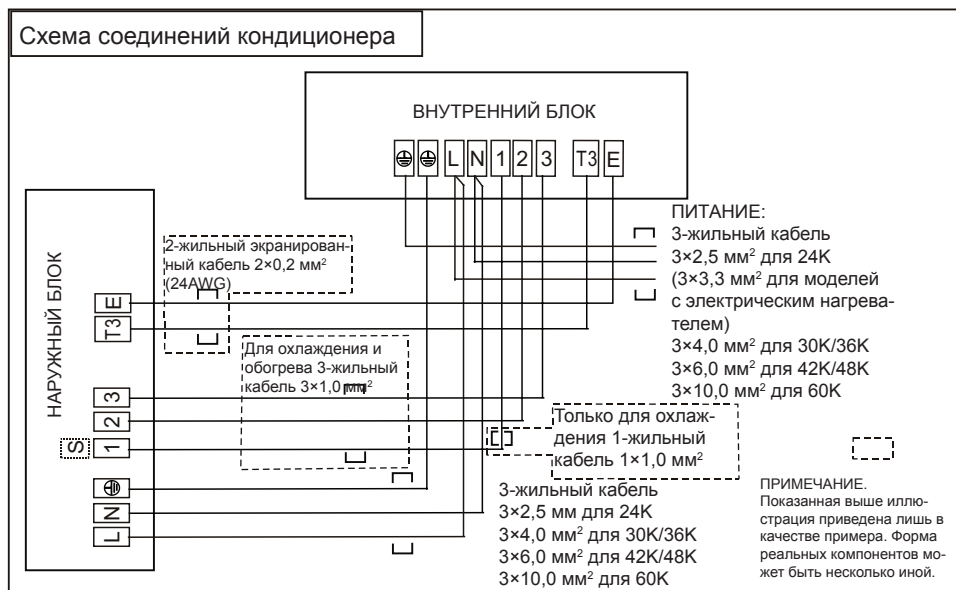 Схема соединений кондиционера
ВНУТРЕННИЙ БЛОК
L N 1 2 3 T3 E
НАРУЖНЫЙ БЛОК
E
T3
3
2
S 1
N
L
2-жильный экранирован-
ный кабель 2×0,2 мм²
(24AWG)
Для охлаждения и
обогрева 3-жильный
кабель 3×1,0 мм²
ПИТАНИЕ:
3-жильный кабель
3×2,5 мм² для 24K
(3×3,3 мм² для моделей
с электрическим нагрева-
телем)
3×4,0 мм² для 30K/36K
3×6,0 мм² для 42K/48K
3×10,0 мм² для 60K
Только для охлаж-
дения 1-жильный
кабель 1×1,0 мм²
3-жильный кабель
3×2,5 мм для 24K
3×4,0 мм² для 30K/36K
3×6,0 мм² для 42K/48K
3×10,0 мм² для 60K
ПРИМЕЧАНИЕ.
Показанная выше иллю-
страция приведена лишь в
качестве примера. Форма
реальных компонентов мо-
жет быть несколько иной.